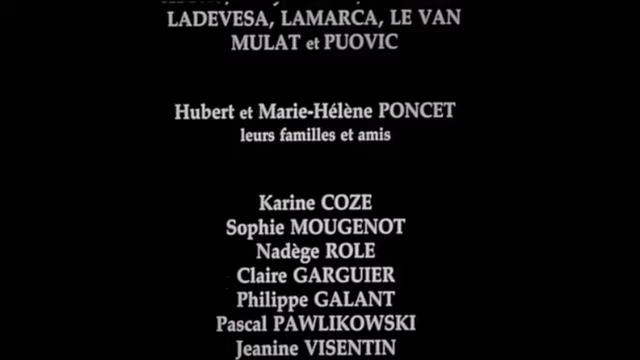 LADEVESA, LAMARCA, LE VAN
MULAT et PUOVIC
Hubert et Marie-Hélène PONCET
leurs familles et amis
Karine COZE
Sophie MOUGENOT
Nadège ROLE
Claire GARGUIER
Philippe GALANT
Pascal PAWLIKOWSKI
Jeanine VISENTIN